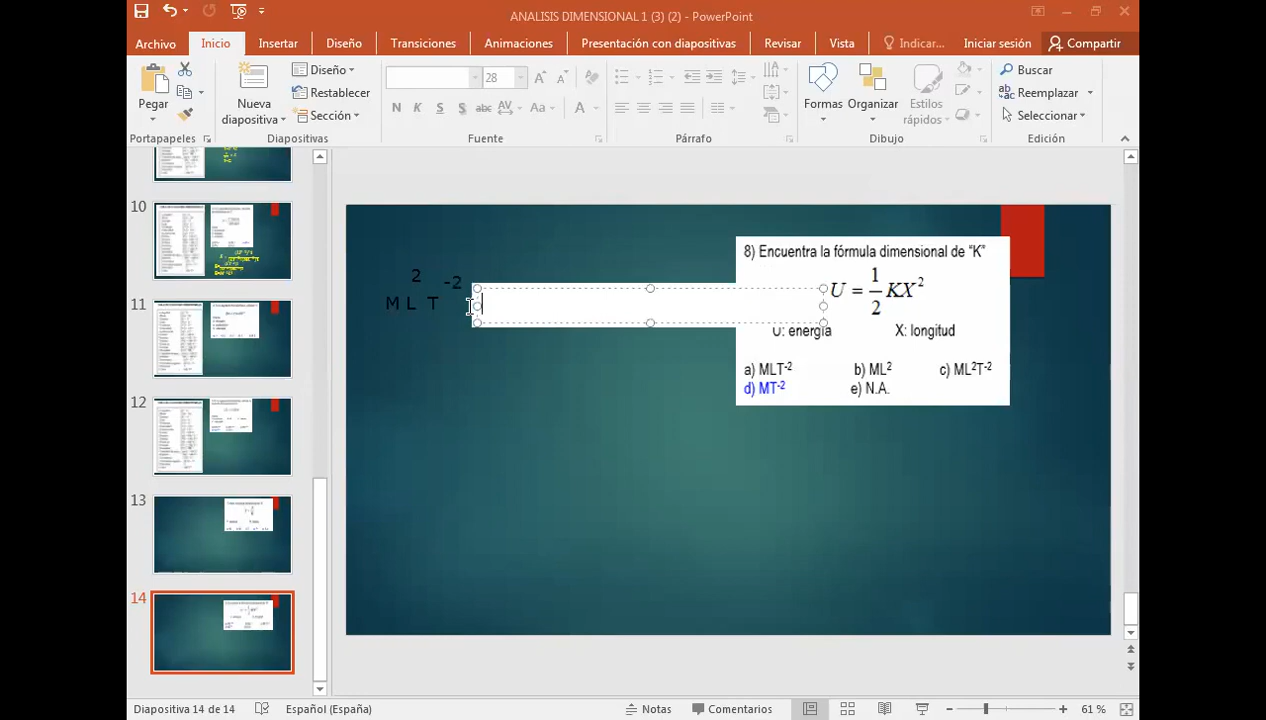 ANALISIS DIMENSIONAL 1 (3) (2) - PowerPoint
Archivo Inicio Insertar Diseño Transiciones Animaciones Presentación con diapositivas Revisar Vista Indicar... Iniciar sesión Compartir
Pegar
Nueva diapositiva
Diseño
Restablecer
Sección
28
N K S S abc AV Aa A
Formas
Organizar
Estilos rápidos
Buscar
Reemplazar
Seleccionar
Portapapeles Diapositivas Fuente Párrafo Dibujo Edición
10
11
12
13
14
2 -2
M L T
8) Encuentra la fórmula dimensional de "K"
U = 1/2 KX²
U: energía X: longitud
a) MLT-2 b) ML2 c) ML2T-2
d) MT-2 e) N.A.
Diapositiva 14 de 14 Español (España) Notas Comentarios 61 %